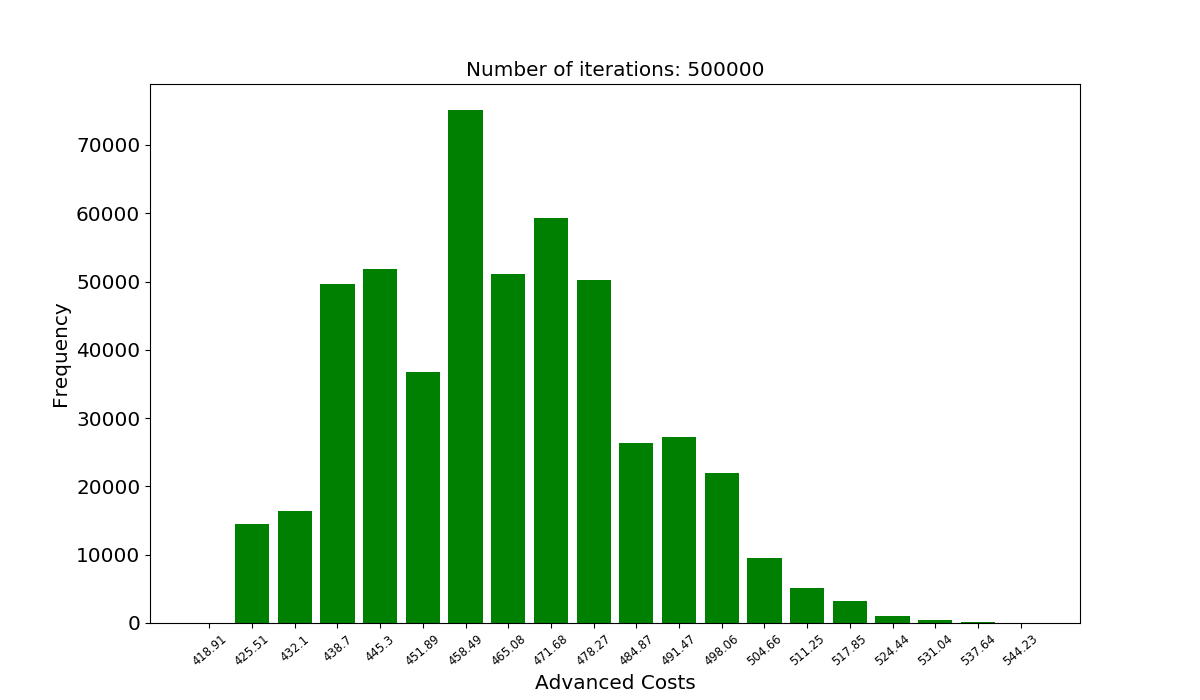 Number of iterations: 500000
Frequency
70000
60000
50000
40000
30000
20000
10000
0
418.91 425.51 432.1 438.7 445.3 451.89 458.49 465.08 471.68 478.27 484.87 491.47 498.06 504.66 511.25 517.85 524.44 531.04 537.64 544.23
Advanced Costs